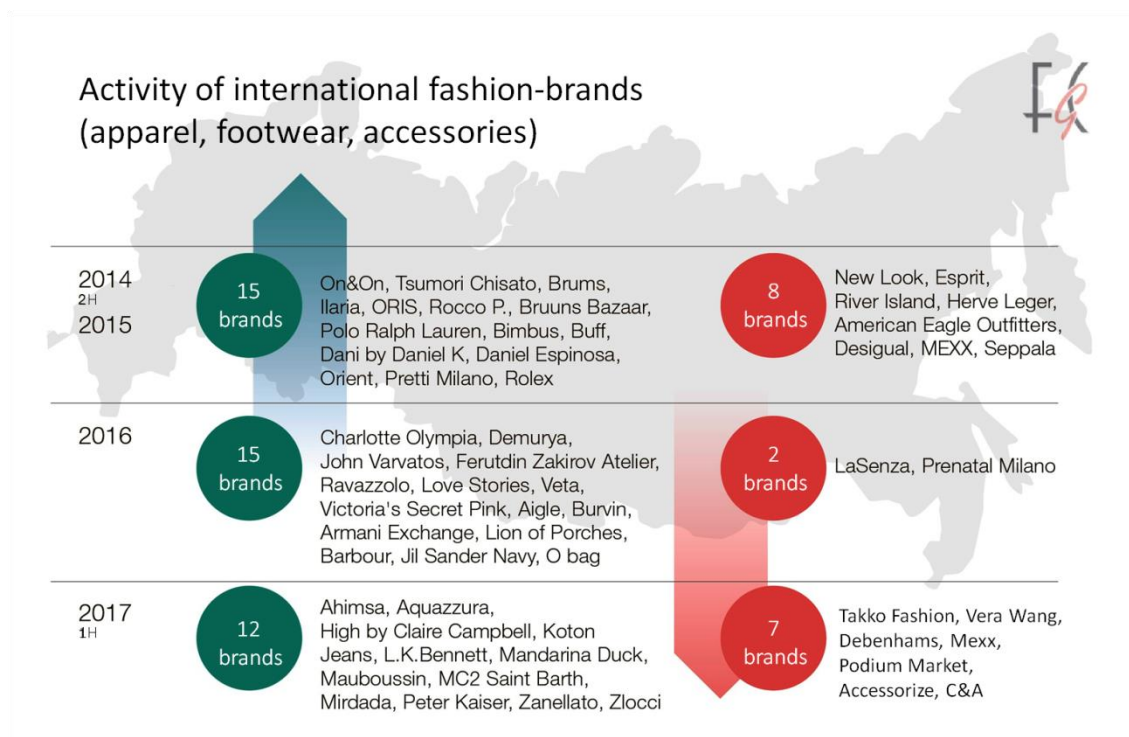 Activity of international fashion-brands
(apparel, footwear, accessories)
FGK
2014
2H
2015
15
brands
On&On, Tsumori Chisato, Brums,
Ilaria, ORIS, Rocco P., Bruuns Bazaar,
Polo Ralph Lauren, Bimbus, Buff,
Dani by Daniel K, Daniel Espinosa,
Orient, Pretti Milano, Rolex
8
brands
New Look, Esprit,
River Island, Herve Leger,
American Eagle Outfitters,
Desigual, MEXX, Seppala
2016
15
brands
Charlotte Olympia, Demurya,
John Varvatos, Ferutdin Zakirov Atelier,
Ravazzolo, Love Stories, Veta,
Victoria's Secret Pink, Aigle, Burvin,
Armani Exchange, Lion of Porches,
Barbour, Jil Sander Navy, O bag
2
brands
LaSenza, Prenatal Milano
2017
1H
12
brands
Ahimsa, Aquazzura,
High by Claire Campbell, Koton
Jeans, L.K.Bennett, Mandarina Duck,
Mauboussin, MC2 Saint Barth,
Mirdada, Peter Kaiser, Zanellato, Zlocci
7
brands
Takko Fashion, Vera Wang,
Debenhams, Mexx,
Podium Market,
Accessorize, C&A